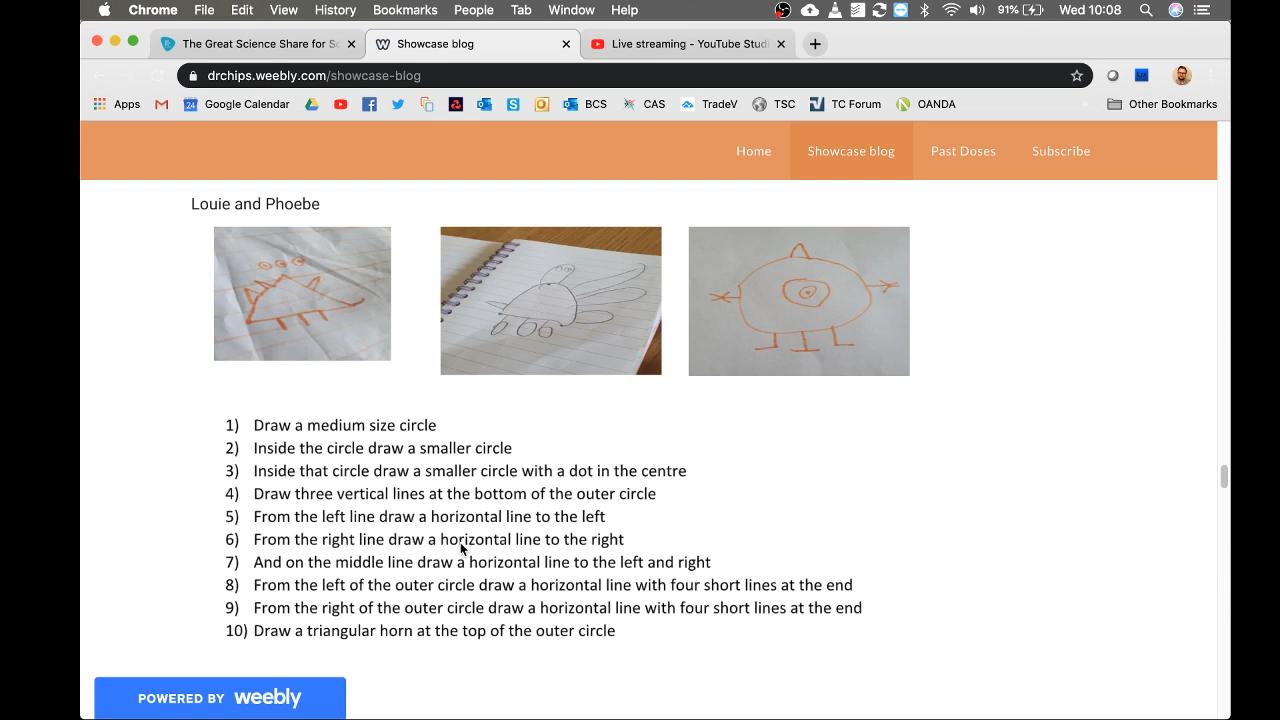 Chrome File Edit View History Bookmarks People Tab Window Help 91% Wed 10:08
The Great Science Share for Sc
Showcase blog
Live streaming - YouTube Studi
drchips.weebly.com/showcase-blog
Apps Google Calendar BCS CAS TradeV TSC TC Forum OANDA Other Bookmarks
Home Showcase blog Past Doses Subscribe
Louie and Phoebe
1) Draw a medium size circle
2) Inside the circle draw a smaller circle
3) Inside that circle draw a smaller circle with a dot in the centre
4) Draw three vertical lines at the bottom of the outer circle
5) From the left line draw a horizontal line to the left
6) From the right line draw a horizontal line to the right
7) And on the middle line draw a horizontal line to the left and right
8) From the left of the outer circle draw a horizontal line with four short lines at the end
9) From the right of the outer circle draw a horizontal line with four short lines at the end
10) Draw a triangular horn at the top of the outer circle
POWERED BY weebly